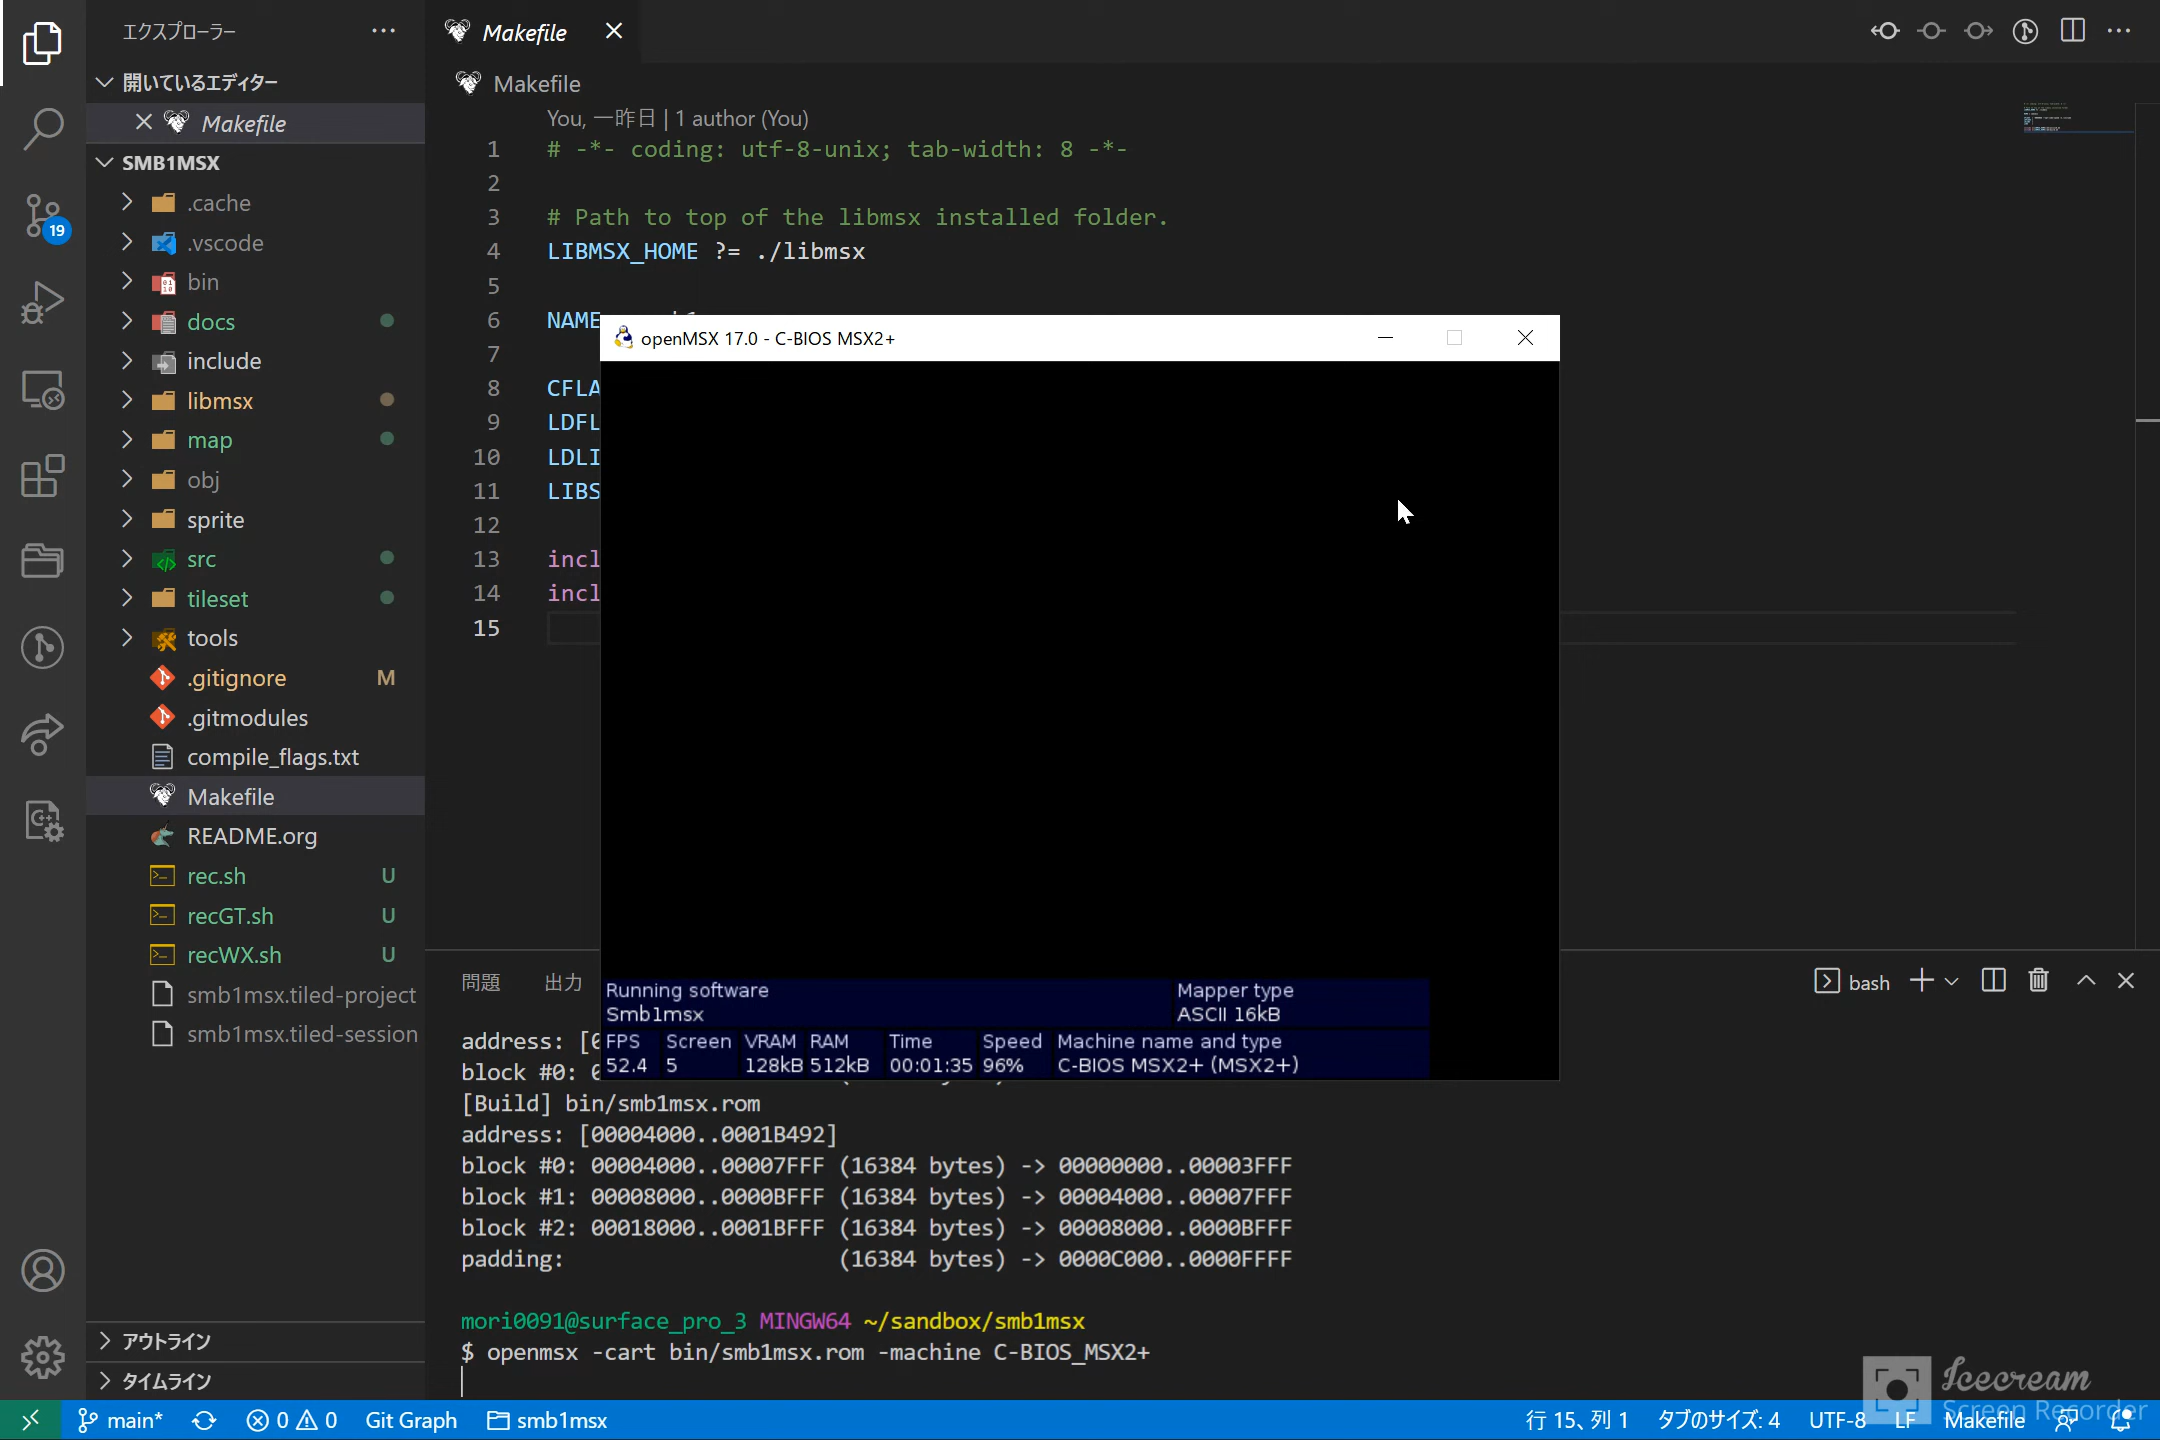 エクスプローラー
開いているエディター
Makefile
SMB1MSX
.cache
.vscode
bin
docs
include
libmsx
map
obj
sprite
src
tileset
tools
.gitignore M
.gitmodules
compile_flags.txt
Makefile
README.org
rec.sh U
recGT.sh U
recWX.sh U
smb1msx.tiled-project
smb1msx.tiled-session
アウトライン
タイムライン
19
Makefile
Makefile
You, 一昨日 | 1 author (You)
1 # -*- coding: utf-8-unix; tab-width: 8 -*-
2
3 # Path to top of the libmsx installed folder.
4 LIBMSX_HOME ?= ./libmsx
5
6 NAME
7
8 CFLA
9 LDFL
10 LDLI
11 LIBS
12
13 incl
14 incl
15
openMSX 17.0 - C-BIOS MSX2+
Running software Mapper type
Smb1msx ASCII 16kB
FPS Screen VRAM RAM Time Speed Machine name and type
52.4 5 128kB 512kB 00:01:35 96% C-BIOS MSX2+ (MSX2+)
問題 出力
bash
address: [0
block #0: 0
[Build] bin/smb1msx.rom
address: [00004000..0001B492]
block #0: 00004000..00007FFF (16384 bytes) -> 00000000..00003FFF
block #1: 00008000..0000BFFF (16384 bytes) -> 00004000..00007FFF
block #2: 00018000..0001BFFF (16384 bytes) -> 00008000..0000BFFF
padding: (16384 bytes) -> 0000C000..0000FFFF
mori0091@surface_pro_3 MINGW64 ~/sandbox/smb1msx
$ openmsx -cart bin/smb1msx.rom -machine C-BIOS_MSX2+
Icecream
Screen Recorder
main* 0 0 Git Graph smb1msx
行 15、列 1 タブのサイズ: 4 UTF-8 LF Makefile